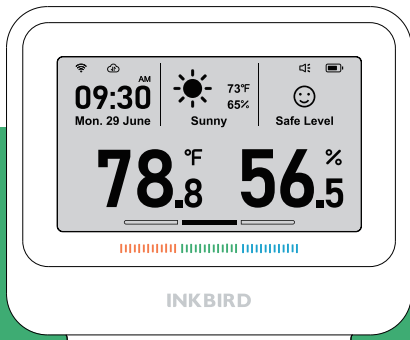 AM
09:30
Mon. 29 June
73°F
65%
Sunny
Safe Level
78.8 °F
56.5 %
INKBIRD